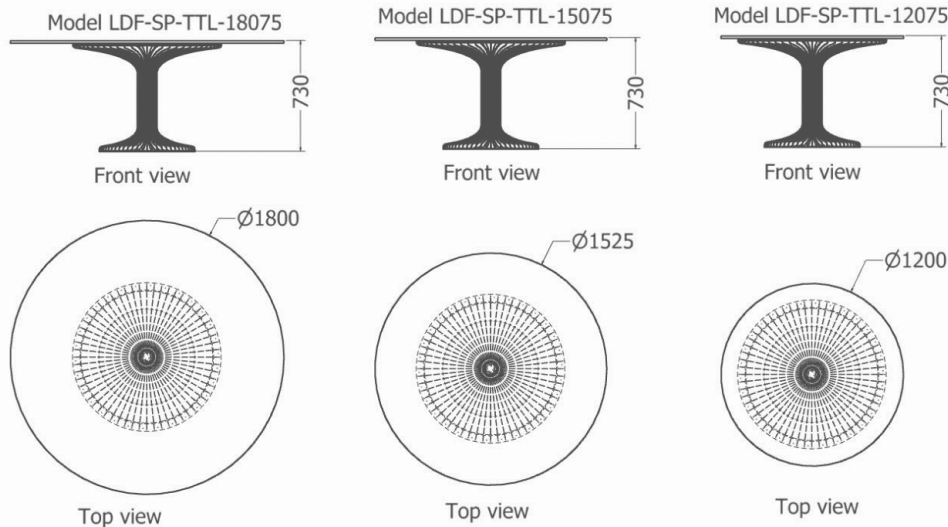 Model LDF-SP-TTL-18075
730
Front view
Ø1800
Top view
Model LDF-SP-TTL-15075
730
Front view
Ø1525
Top view
Model LDF-SP-TTL-12075
730
Front view
Ø1200
Top view